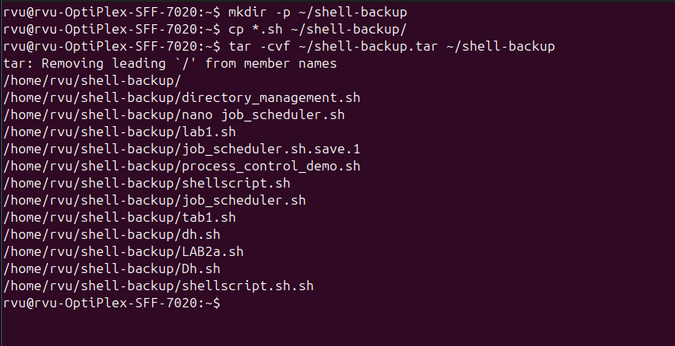 rvu@rvu-OptiPlex-SFF-7020:~$ mkdir -p ~/shell-backup
rvu@rvu-OptiPlex-SFF-7020:~$ cp *.sh ~/shell-backup/
rvu@rvu-OptiPlex-SFF-7020:~$ tar -cvf ~/shell-backup.tar ~/shell-backup
tar: Removing leading `/' from member names
/home/rvu/shell-backup/
/home/rvu/shell-backup/directory_management.sh
/home/rvu/shell-backup/nano job_scheduler.sh
/home/rvu/shell-backup/lab1.sh
/home/rvu/shell-backup/job_scheduler.sh.save.1
/home/rvu/shell-backup/process_control_demo.sh
/home/rvu/shell-backup/shellscript.sh
/home/rvu/shell-backup/job_scheduler.sh
/home/rvu/shell-backup/tab1.sh
/home/rvu/shell-backup/dh.sh
/home/rvu/shell-backup/LAB2a.sh
/home/rvu/shell-backup/Dh.sh
/home/rvu/shell-backup/shellscript.sh.sh
rvu@rvu-OptiPlex-SFF-7020:~$